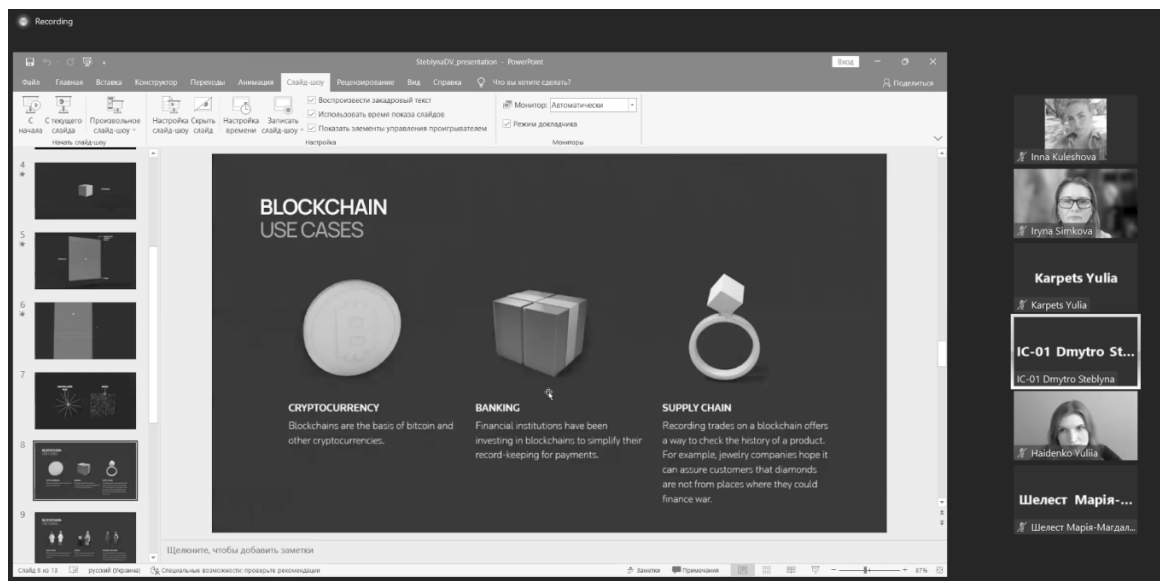 Recording
SteblynaDV_presentation - PowerPoint
Вход
Файл Главная Вставка Конструктор Переходы Анимация Слайд-шоу Рецензирование Вид Справка Что вы хотите сделать?
Поделиться
С начала
С текущего слайда
Произвольное слайд-шоу
Настройка слайд-шоу
Скрыть слайд
Настройка времени
Записать слайд-шоу
Воспроизвести закадровый текст
Использовать время показа слайдов
Показать элементы управления проигрывателем
Монитор: Автоматически
Режим докладчика
Начать слайд-шоу
Настройка
Мониторы
4
5
6
7
8
9
BLOCKCHAIN
USE CASES
CRYPTOCURRENCY
Blockchains are the basis of bitcoin and
other cryptocurrencies.
BANKING
Financial institutions have been
investing in blockchains to simplify their
record-keeping for payments.
SUPPLY CHAIN
Recording trades on a blockchain offers
a way to check the history of a product.
For example, jewelry companies hope it
can assure customers that diamonds
are not from places where they could
finance war.
Щелкните, чтобы добавить заметки
Слайд 8 из 13 русский (Украина) Специальные возможности: проверьте рекомендации
Заметки Примечания 87%
Inna Kuleshova
Iryna Simkova
Karpets Yulia
Karpets Yulia
IC-01 Dmytro St...
IC-01 Dmytro Steblyna
Haidenko Yuliia
Шелест Марія-...
Шелест Марія-Магдал...